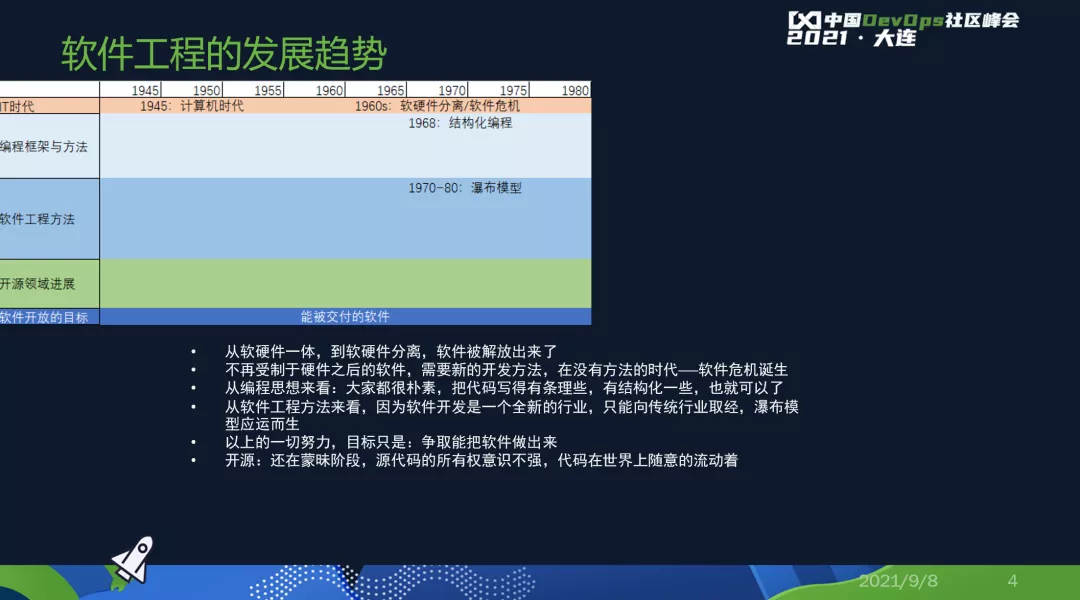 中国DevOps社区峰会
2021 · 大连
软件工程的发展趋势
1945 1950 1955 1960 1965 1970 1975 1980
IT时代 1945：计算机时代 1960s：软硬件分离/软件危机
编程框架与方法 1968：结构化编程
软件工程方法 1970-80：瀑布模型
开源领域进展
软件开放的目标 能被交付的软件
• 从软硬件一体，到软硬件分离，软件被解放出来了
• 不再受制于硬件之后的软件，需要新的开发方法，在没有方法的时代——软件危机诞生
• 从编程思想来看：大家都很朴素，把代码写得有条理些，有结构化一些，也就可以了
• 从软件工程方法来看，因为软件开发是一个全新的行业，只能向传统行业取经，瀑布模
型应运而生
• 以上的一切努力，目标只是：争取能把软件做出来
• 开源：还在蒙昧阶段，源代码的所有权意识不强，代码在世界上随意的流动着
2021/9/8 4